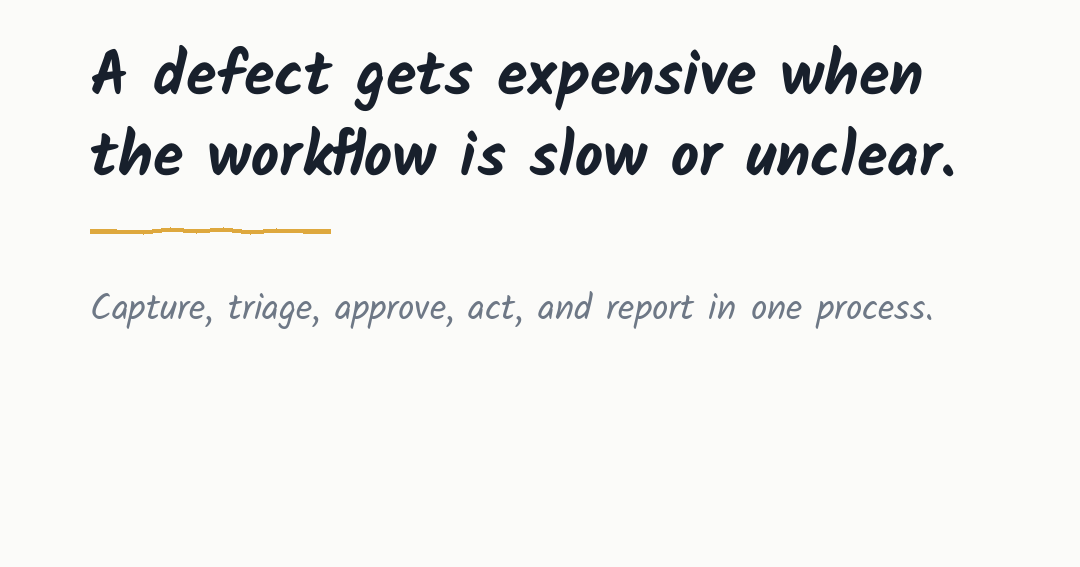 A defect gets expensive when
the workflow is slow or unclear.
Capture, triage, approve, act, and report in one process.